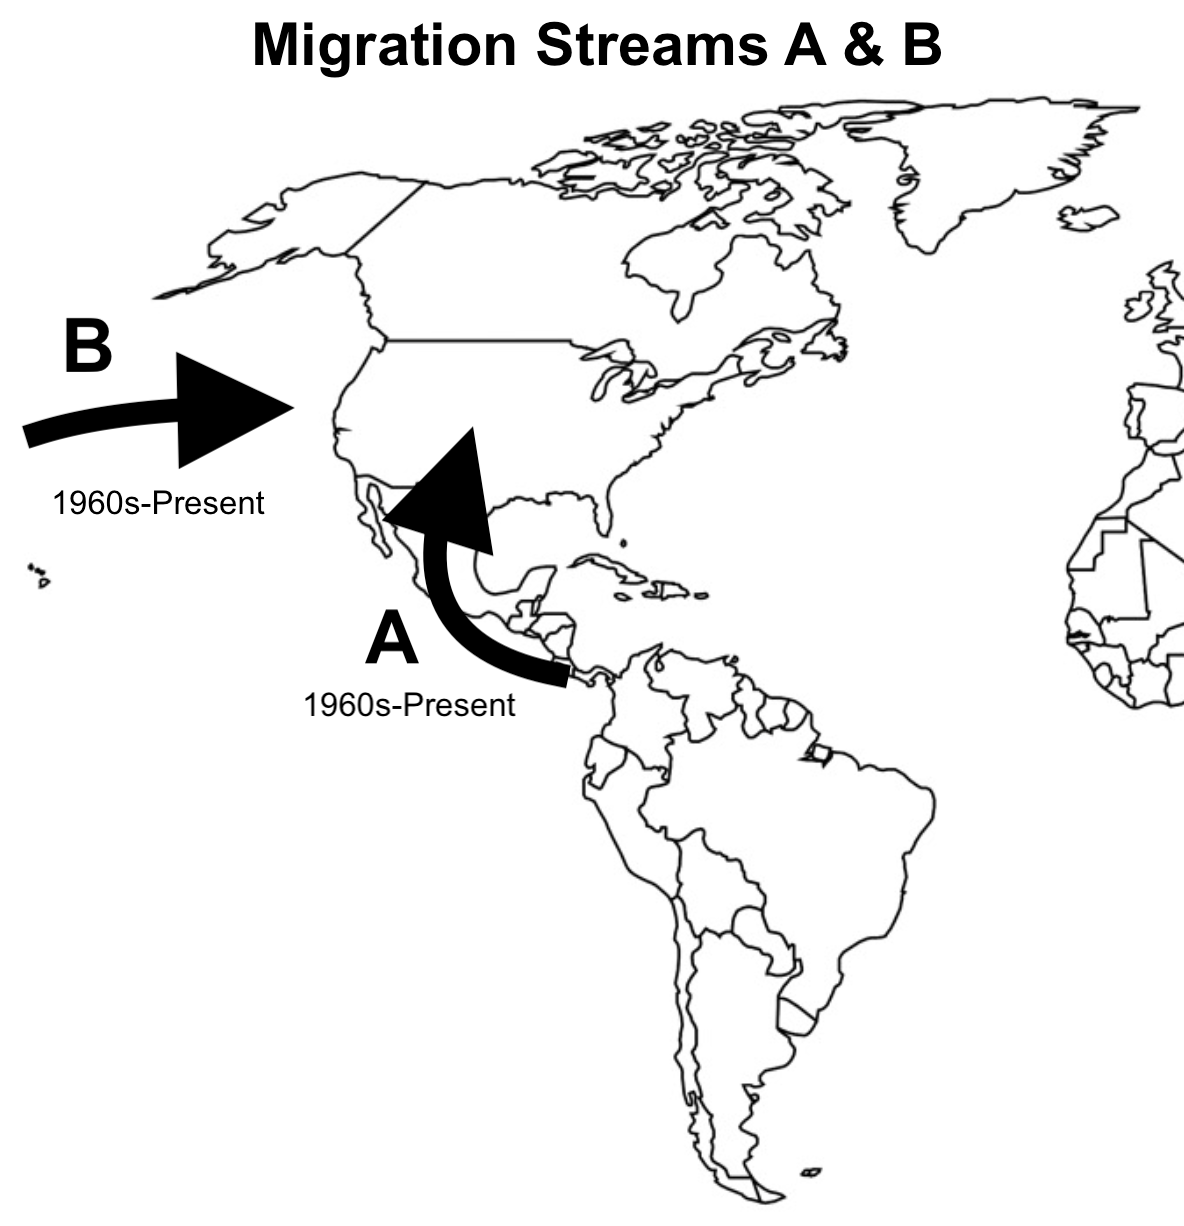 Migration Streams A & B
B
1960s-Present
A
1960s-Present